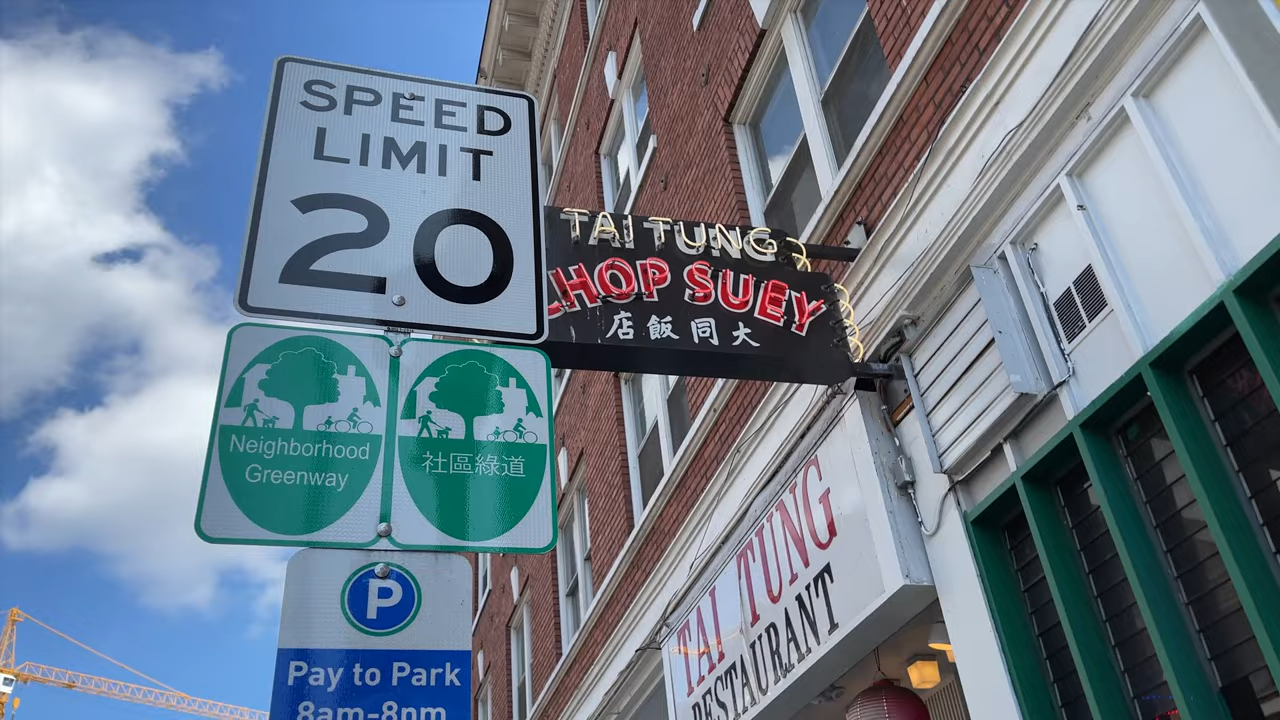 SPEED
LIMIT
20
Neighborhood
Greenway
社區綠道
P
Pay to Park
8am-8pm
TAI TUNG
CHOP SUEY
店飯同大
TAI TUNG
RESTAURANT